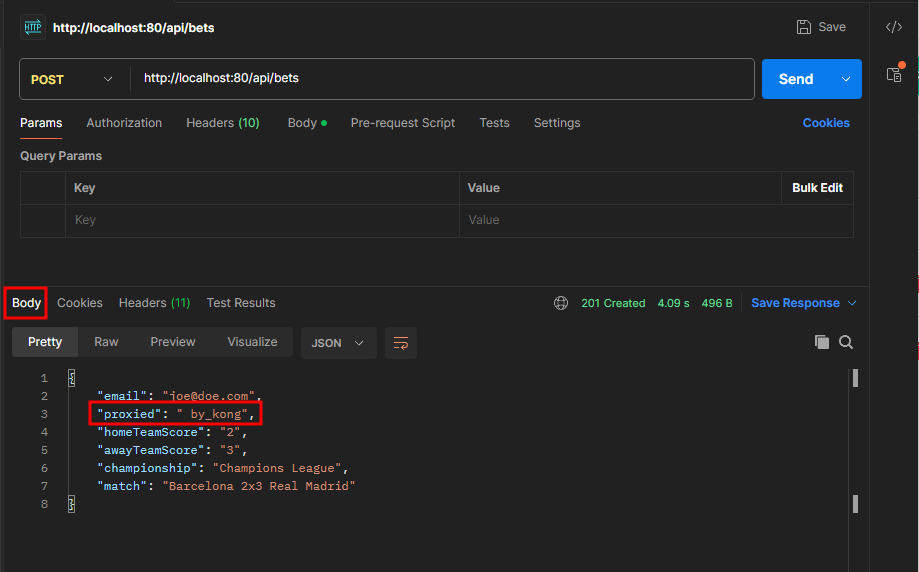 HTTP http://localhost:80/api/bets Save </>
POST http://localhost:80/api/bets Send
Params Authorization Headers (10) Body Pre-request Script Tests Settings Cookies
Query Params
Key Value Bulk Edit
Key Value
Body Cookies Headers (11) Test Results 201 Created 4.09 s 496 B Save Response
Pretty Raw Preview Visualize JSON
1 {
2 "email": "joe@doe.com",
3 "proxied": " by_kong",
4 "homeTeamScore": "2",
5 "awayTeamScore": "3",
6 "championship": "Champions League",
7 "match": "Barcelona 2x3 Real Madrid"
8 }